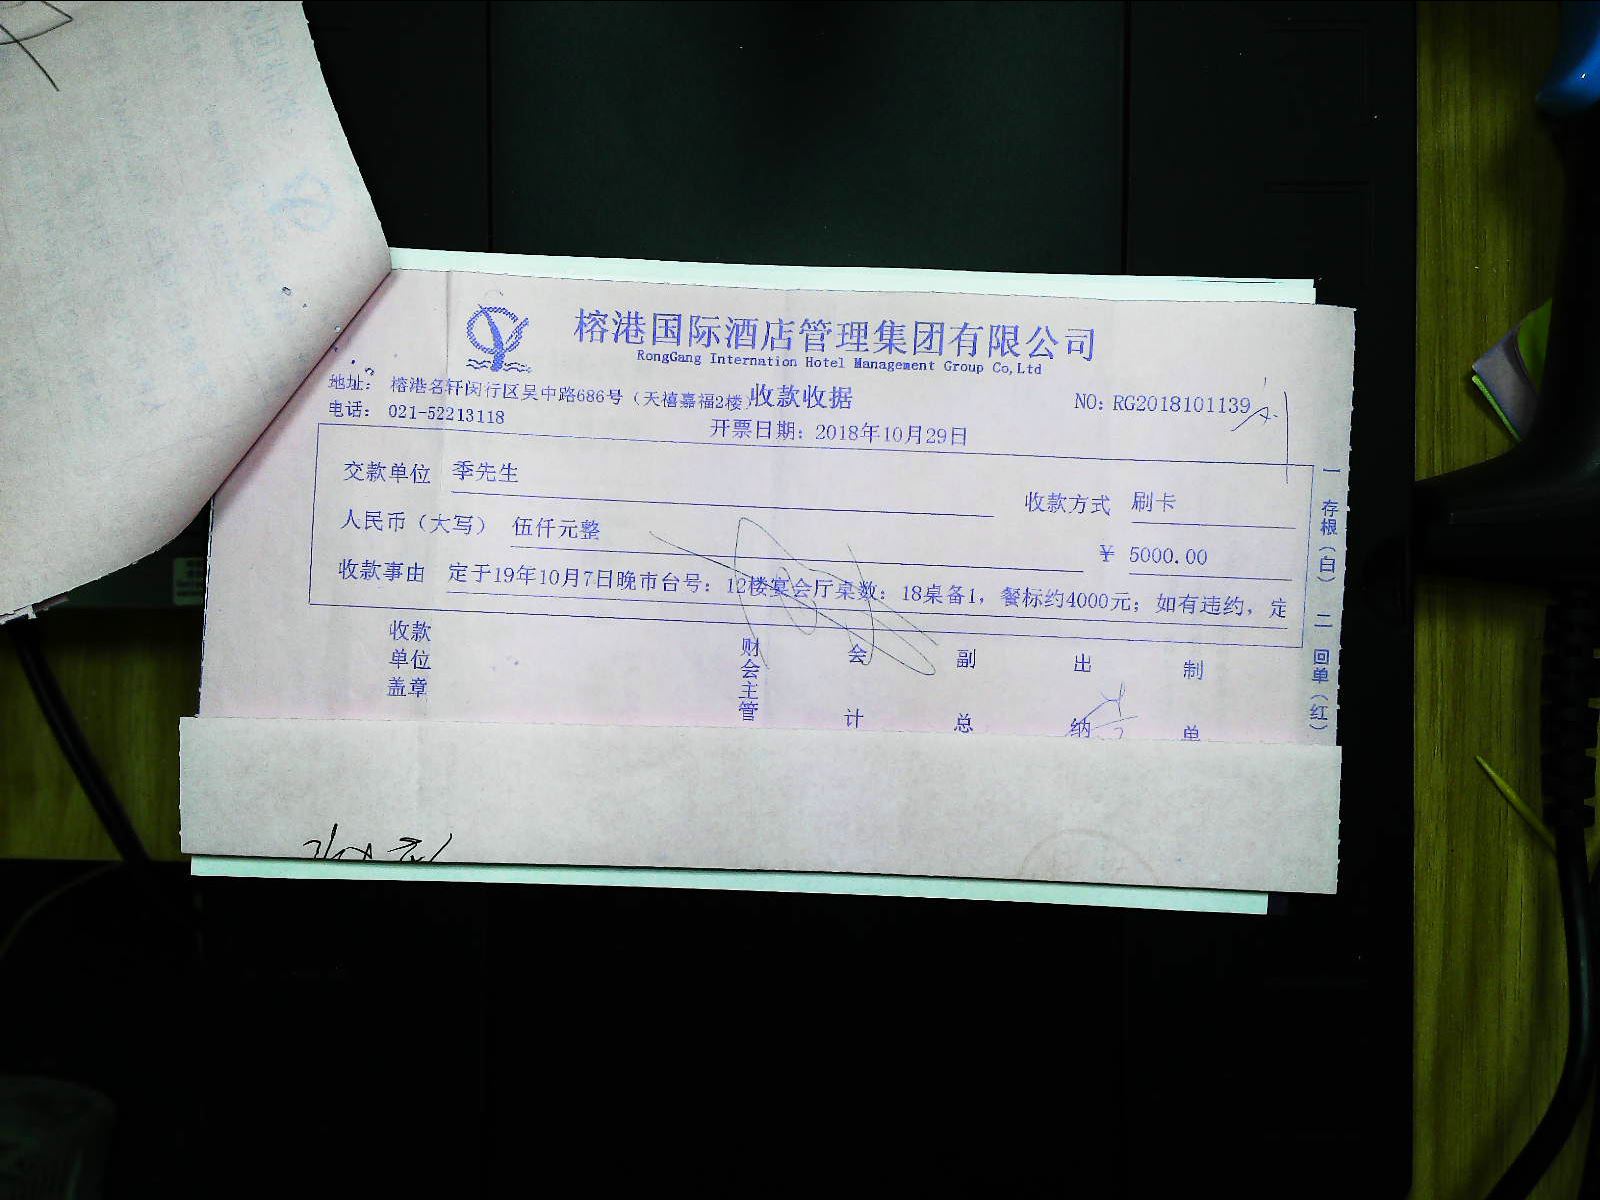 榕港国际酒店管理集团有限公司
RongGang Internation Hotel Management Group Co,Ltd
地址： 榕港名轩闵行区吴中路686号（天禧嘉福2楼）收款收据
NO：RG2018101139
电话： 021-52213118
开票日期：2018年10月29日
交款单位 季先生
收款方式 刷卡
人民币（大写） 伍仟元整
¥ 5000.00
收款事由 定于19年10月7日晚市台号：12楼宴会厅桌数：18桌备1，餐标约4000元；如有违约，定
收款单位盖章
财会主管
会计
副总
出纳
制单
一 存根（白） 二 回单（红）